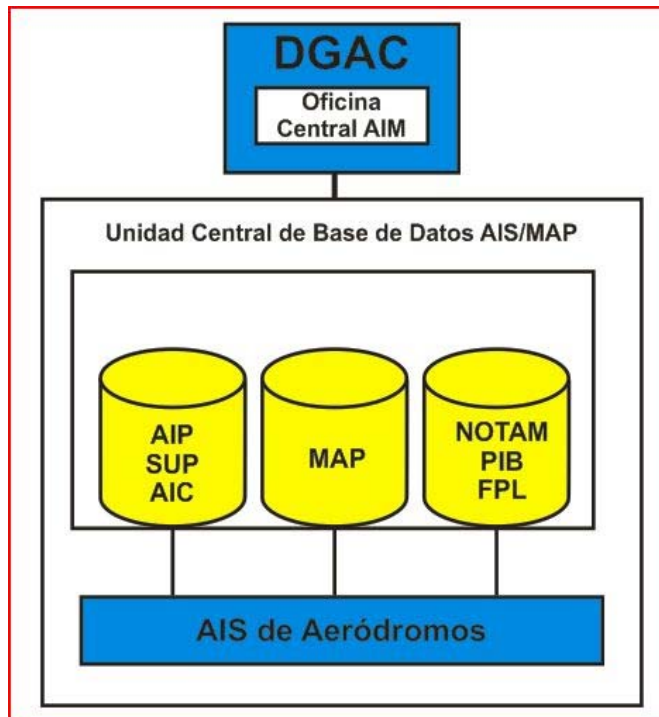 DGAC
Oficina
Central AIM
Unidad Central de Base de Datos AIS/MAP
AIP
SUP
AIC
MAP
NOTAM
PIB
FPL
AIS de Aeródromos